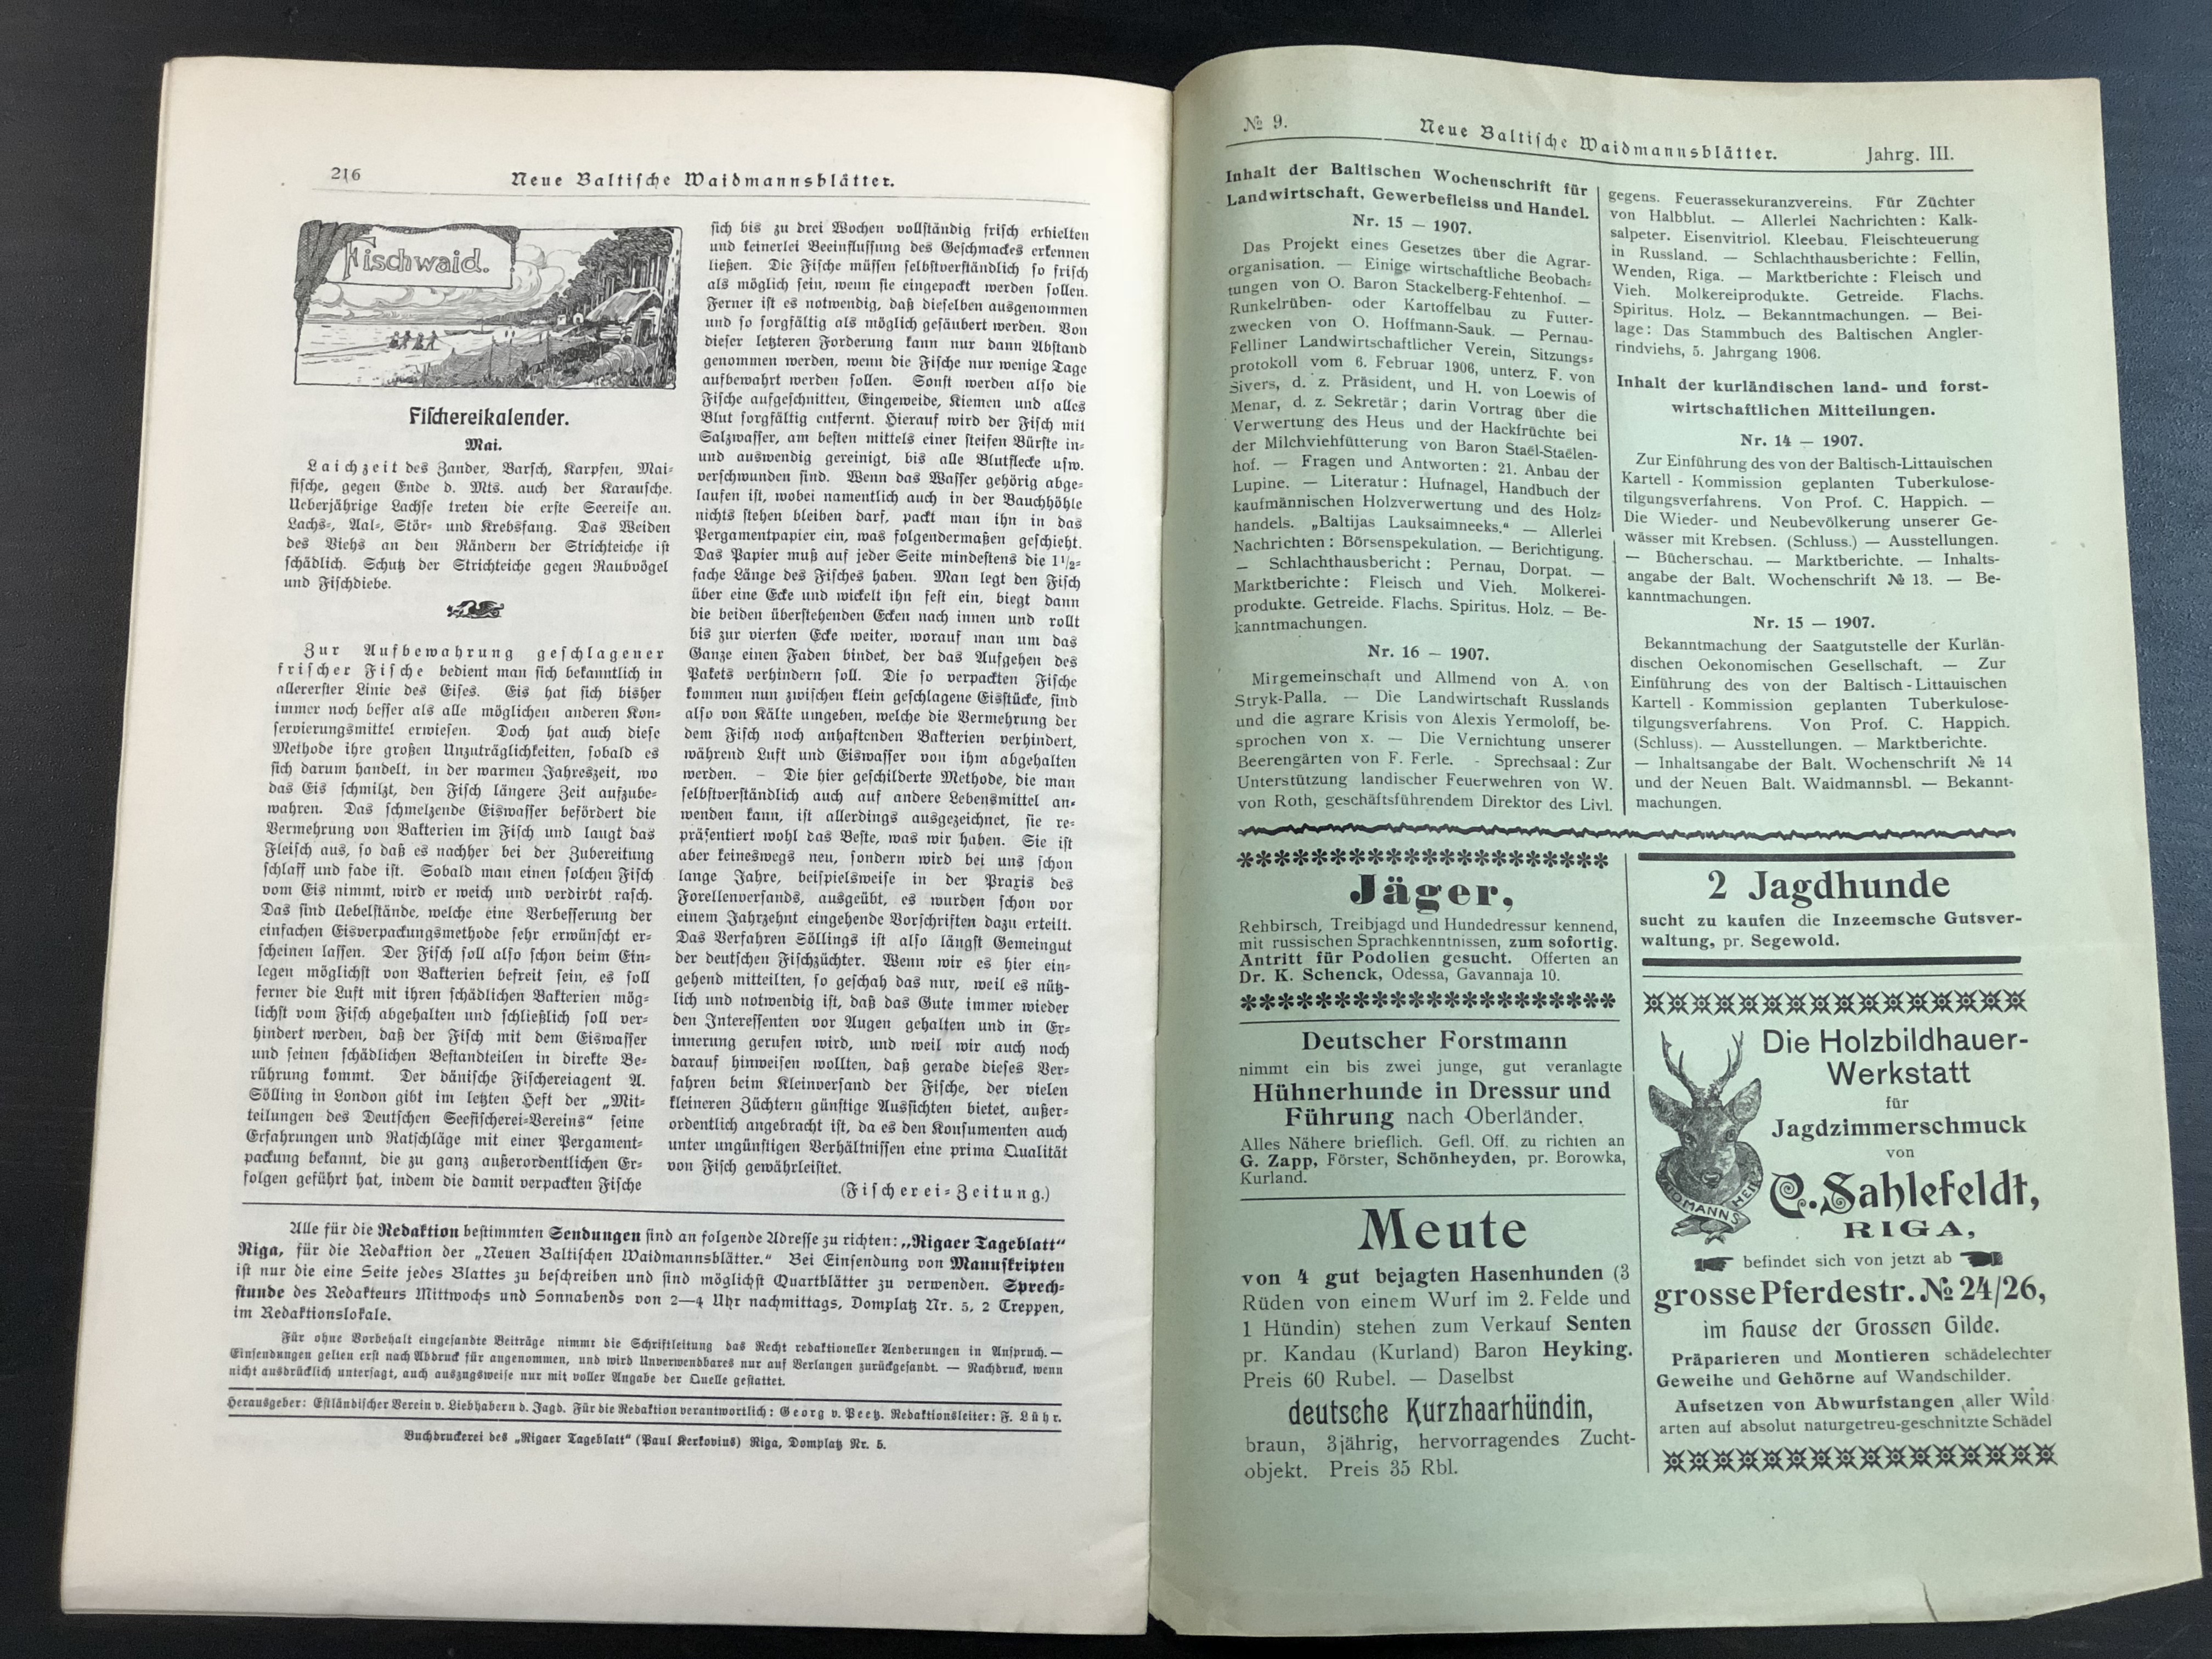 216
Neue Baltische Waidmannsblätter.
Fischwaid.
Fischereikalender.
Mai.
Laichzeit des Zander, Barsch, Karpfen, Mai-
fische, gegen Ende d. Mts. auch der Karausche.
Ueberjährige Lachse treten die erste Seereise an.
Lachs-, Aal-, Stör- und Krebsfang. Das Weiden
des Viehs an den Rändern der Strichteiche ist
schädlich. Schutz der Strichteiche gegen Raubvögel
und Fischdiebe.
Zur Aufbewahrung geschlagener
frischer Fische bedient man sich bekanntlich in
allererster Linie des Eises. Eis hat sich bisher
immer noch besser als alle möglichen anderen Kon-
servierungsmittel erwiesen. Doch hat auch diese
Methode ihre großen Unzuträglichkeiten, sobald es
sich darum handelt, in der warmen Jahreszeit, wo
das Eis schmilzt, den Fisch längere Zeit aufzube-
wahren. Das schmelzende Eiswasser befördert die
Vermehrung von Bakterien im Fisch und laugt das
Fleisch aus, so daß es nachher bei der Zubereitung
schlaff und fade ist. Sobald man einen solchen Fisch
vom Eis nimmt, wird er weich und verdirbt rasch.
Das sind Uebelstände, welche eine Verbesserung der
einfachen Eisverpackungsmethode sehr erwünscht er-
scheinen lassen. Der Fisch soll also schon beim Ein-
legen möglichst von Bakterien befreit sein, es soll
ferner die Luft mit ihren schädlichen Bakterien mög-
lichst vom Fisch abgehalten und schließlich soll ver-
hindert werden, daß der Fisch mit dem Eiswasser
und seinen schädlichen Bestandteilen in direkte Be-
rührung kommt. Der dänische Fischereiagent A.
Sölling in London gibt im letzten Heft der „Mit-
teilungen des Deutschen Seefischerei-Vereins“ seine
Erfahrungen und Ratschläge mit einer Pergament-
packung bekannt, die zu ganz außerordentlichen Er-
folgen geführt hat, indem die damit verpackten Fische
sich bis zu drei Wochen vollständig frisch erhielten
und keinerlei Beeinflussung des Geschmackes erkennen
ließen. Die Fische müssen selbstverständlich so frisch
als möglich sein, wenn sie eingepackt werden sollen.
Ferner ist es notwendig, daß dieselben ausgenommen
und so sorgfältig als möglich gesäubert werden. Von
dieser letzteren Forderung kann nur dann Abstand
genommen werden, wenn die Fische nur wenige Tage
aufbewahrt werden sollen. Sonst werden also die
Fische aufgeschnitten, Eingeweide, Kiemen und alles
Blut sorgfältig entfernt. Hierauf wird der Fisch mit
Salzwasser, am besten mittels einer steifen Bürste in-
und auswendig gereinigt, bis alle Blutflecke usw.
verschwunden sind. Wenn das Wasser gehörig abge-
laufen ist, wobei namentlich auch in der Bauchhöhle
nichts stehen bleiben darf, packt man ihn in das
Pergamentpapier ein, was folgendermaßen geschieht.
Das Papier muß auf jeder Seite mindestens die 1½-
fache Länge des Fisches haben. Man legt den Fisch
über eine Ecke und wickelt ihn fest ein, biegt dann
die beiden überstehenden Ecken nach innen und rollt
bis zur vierten Ecke weiter, worauf man um das
Ganze einen Faden bindet, der das Aufgehen des
Pakets verhindern soll. Die so verpackten Fische
kommen nun zwischen klein geschlagene Eisstücke, sind
also von Kälte umgeben, welche die Vermehrung der
dem Fisch noch anhaftenden Bakterien verhindert,
während Luft und Eiswasser von ihm abgehalten
werden. – Die hier geschilderte Methode, die man
selbstverständlich auch auf andere Lebensmittel an-
wenden kann, ist allerdings ausgezeichnet, sie re-
präsentiert wohl das Beste, was wir haben. Sie ist
aber keineswegs neu, sondern wird bei uns schon
lange Jahre, beispielsweise in der Praxis des
Forellenversands, ausgeübt, es wurden schon vor
einem Jahrzehnt eingehende Vorschriften dazu erteilt.
Das Verfahren Söllings ist also längst Gemeingut
der deutschen Fischzüchter. Wenn wir es hier ein-
gehend mitteilten, so geschah das nur, weil es nütz-
lich und notwendig ist, daß das Gute immer wieder
den Interessenten vor Augen gehalten und in Er-
innerung gerufen wird, und weil wir auch noch
darauf hinweisen wollten, daß gerade dieses Ver-
fahren beim Kleinversand der Fische, der vielen
kleineren Züchtern günstige Aussichten bietet, außer-
ordentlich angebracht ist, da es den Konsumenten auch
unter ungünstigen Verhältnissen eine prima Qualität
von Fisch gewährleistet.
(Fischerei-Zeitung.)
Alle für die Redaktion bestimmten Sendungen sind an folgende Adresse zu richten: „Rigaer Tageblatt“
Riga, für die Redaktion der „Neuen Baltischen Waidmannsblätter.“ Bei Einsendung von Manuskripten
ist nur die eine Seite jedes Blattes zu beschreiben und sind möglichst Quartblätter zu verwenden. Sprech-
stunde des Redakteurs Mittwochs und Sonnabends von 2—4 Uhr nachmittags, Domplatz Nr. 5, 2 Treppen,
im Redaktionslokale.
Für ohne Vorbehalt eingesandte Beiträge nimmt die Schriftleitung das Recht redaktioneller Aenderungen in Anspruch. —
Einsendungen gelten erst nach Abdruck für angenommen, und wird Unverwendbares nur auf Verlangen zurückgesandt. — Nachdruck, wenn
nicht ausdrücklich untersagt, auch auszugsweise nur mit voller Angabe der Quelle gestattet.
Herausgeber: Estländischer Verein v. Liebhabern d. Jagd. Für die Redaktion verantwortlich: Georg v. Peetz. Redaktionsleiter: F. Lühr.
Buchdruckerei des „Rigaer Tageblatt“ (Paul Kerkovius) Riga, Domplatz Nr. 5.
№ 9.
Neue Baltische Waidmannsblätter.
Jahrg. III.
Inhalt der Baltischen Wochenschrift für
Landwirtschaft, Gewerbefleiss und Handel.
Nr. 15 — 1907.
Das Projekt eines Gesetzes über die Agrar-
organisation. — Einige wirtschaftliche Beobach-
tungen von O. Baron Stackelberg-Fehtenhof. —
Runkelrüben- oder Kartoffelbau zu Futter-
zwecken von O. Hoffmann-Sauk. — Pernau-
Felliner Landwirtschaftlicher Verein, Sitzungs-
protokoll vom 6. Februar 1906, unterz. F. von
Sivers, d. z. Präsident, und H. von Loewis of
Menar, d. z. Sekretär; darin Vortrag über die
Verwertung des Heus und der Hackfrüchte bei
der Milchviehfütterung von Baron Staël-Staëlen-
hof. — Fragen und Antworten: 21. Anbau der
Lupine. — Literatur: Hufnagel, Handbuch der
kaufmännischen Holzverwertung und des Holz-
handels. „Baltijas Lauksaimneeks.“ — Allerlei
Nachrichten: Börsenspekulation. — Berichtigung.
— Schlachthausbericht: Pernau, Dorpat. —
Marktberichte: Fleisch und Vieh. Molkerei-
produkte. Getreide. Flachs. Spiritus. Holz. — Be-
kanntmachungen.
Nr. 16 — 1907.
Mirgemeinschaft und Allmend von A. von
Stryk-Palla. — Die Landwirtschaft Russlands
und die agrare Krisis von Alexis Yermoloff, be-
sprochen von x. — Die Vernichtung unserer
Beerengärten von F. Ferle. - Sprechsaal: Zur
Unterstützung landischer Feuerwehren von W.
von Roth, geschäftsführendem Direktor des Livl.
gegens. Feuerassekuranzvereins. Für Züchter
von Halbblut. — Allerlei Nachrichten: Kalk-
salpeter. Eisenvitriol. Kleebau. Fleischteuerung
in Russland. — Schlachthausberichte: Fellin,
Wenden, Riga. — Marktberichte: Fleisch und
Vieh. Molkereiprodukte. Getreide. Flachs.
Spiritus. Holz. — Bekanntmachungen. — Bei-
lage: Das Stammbuch des Baltischen Angler-
rindviehs, 5. Jahrgang 1906.
Inhalt der kurländischen land- und forst-
wirtschaftlichen Mitteilungen.
Nr. 14 — 1907.
Zur Einführung des von der Baltisch-Littauischen
Kartell - Kommission geplanten Tuberkulose-
tilgungsverfahrens. Von Prof. C. Happich. —
Die Wieder- und Neubevölkerung unserer Ge-
wässer mit Krebsen. (Schluss.) — Ausstellungen.
— Bücherschau. — Marktberichte. — Inhalts-
angabe der Balt. Wochenschrift № 13. — Be-
kanntmachungen.
Nr. 15 — 1907.
Bekanntmachung der Saatgutstelle der Kurlän-
dischen Oekonomischen Gesellschaft. — Zur
Einführung des von der Baltisch - Littauischen
Kartell - Kommission geplanten Tuberkulose-
tilgungsverfahrens. Von Prof. C. Happich.
(Schluss). — Ausstellungen. — Marktberichte.
— Inhaltsangabe der Balt. Wochenschrift № 14
und der Neuen Balt. Waidmannsbl. — Bekannt-
machungen.
Jäger,
Rehbirsch, Treibjagd und Hundedressur kennend,
mit russischen Sprachkenntnissen, zum sofortig.
Antritt für Podolien gesucht. Offerten an
Dr. K. Schenck, Odessa, Gavannaja 10.
Deutscher Forstmann
nimmt ein bis zwei junge, gut veranlagte
Hühnerhunde in Dressur und
Führung nach Oberländer.
Alles Nähere brieflich. Gefl. Off. zu richten an
G. Zapp, Förster, Schönheyden, pr. Borowka,
Kurland.
Meute
von 4 gut bejagten Hasenhunden (3
Rüden von einem Wurf im 2. Felde und
1 Hündin) stehen zum Verkauf Senten
pr. Kandau (Kurland) Baron Heyking.
Preis 60 Rubel. — Daselbst
deutsche Kurzhaarhündin,
braun, 3jährig, hervorragendes Zucht-
objekt. Preis 35 Rbl.
2 Jagdhunde
sucht zu kaufen die Inzeemsche Gutsver-
waltung, pr. Segewold.
Die Holzbildhauer-
Werkstatt
für
Jagdzimmerschmuck
von
C. Sahlefeldt,
RIGA,
WAIDMANNS HEIL
befindet sich von jetzt ab
grosse Pferdestr. № 24/26,
im Hause der Grossen Gilde.
Präparieren und Montieren schädelechter
Geweihe und Gehörne auf Wandschilder.
Aufsetzen von Abwurfstangen aller Wild-
arten auf absolut naturgetreu-geschnitzte Schädel